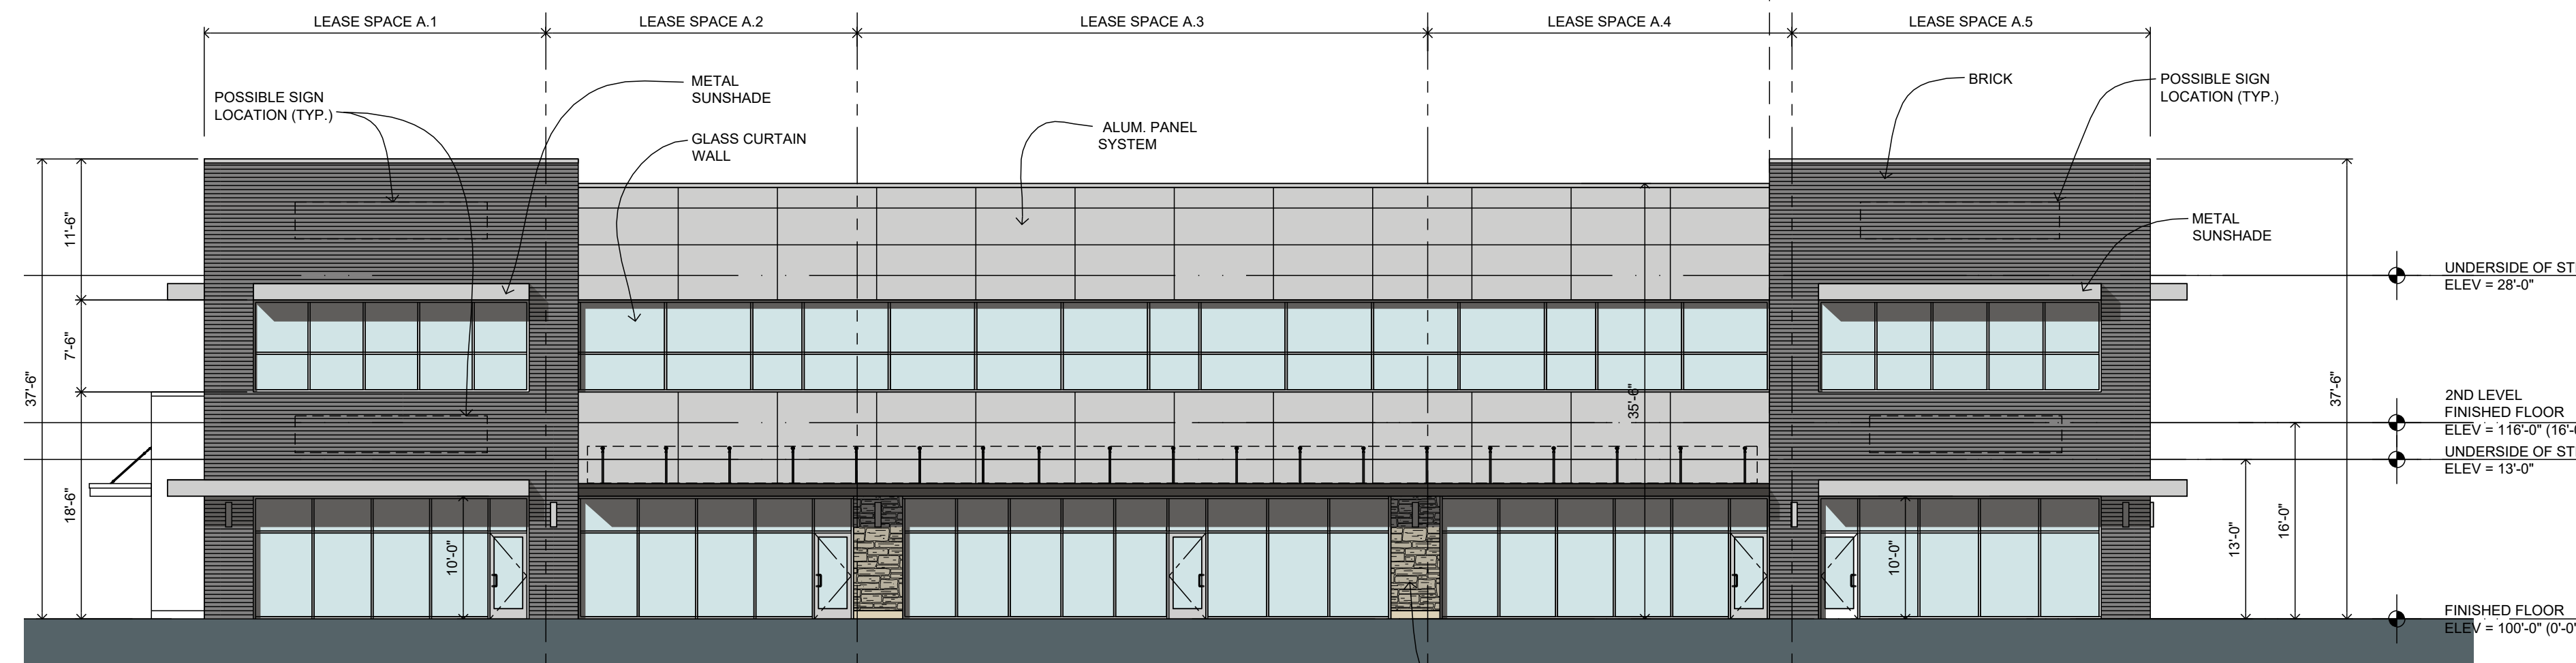 LEASE SPACE A.1
LEASE SPACE A.2
LEASE SPACE A.3
LEASE SPACE A.4
LEASE SPACE A.5
POSSIBLE SIGN
LOCATION (TYP.)
METAL
SUNSHADE
GLASS CURTAIN
WALL
ALUM. PANEL
SYSTEM
BRICK
POSSIBLE SIGN
LOCATION (TYP.)
METAL
SUNSHADE
11'-6"
7'-6"
37'-6"
18'-6"
10'-0"
35'-6"
10'-0"
37'-6"
16'-0"
13'-0"
UNDERSIDE OF
ELEV = 28'-0"
2ND LEVEL
FINISHED FLOOR
ELEV = 116'-0"
UNDERSIDE OF
ELEV = 13'-0"
FINISHED FLOOR
ELEV = 100'-0" (0'-0"